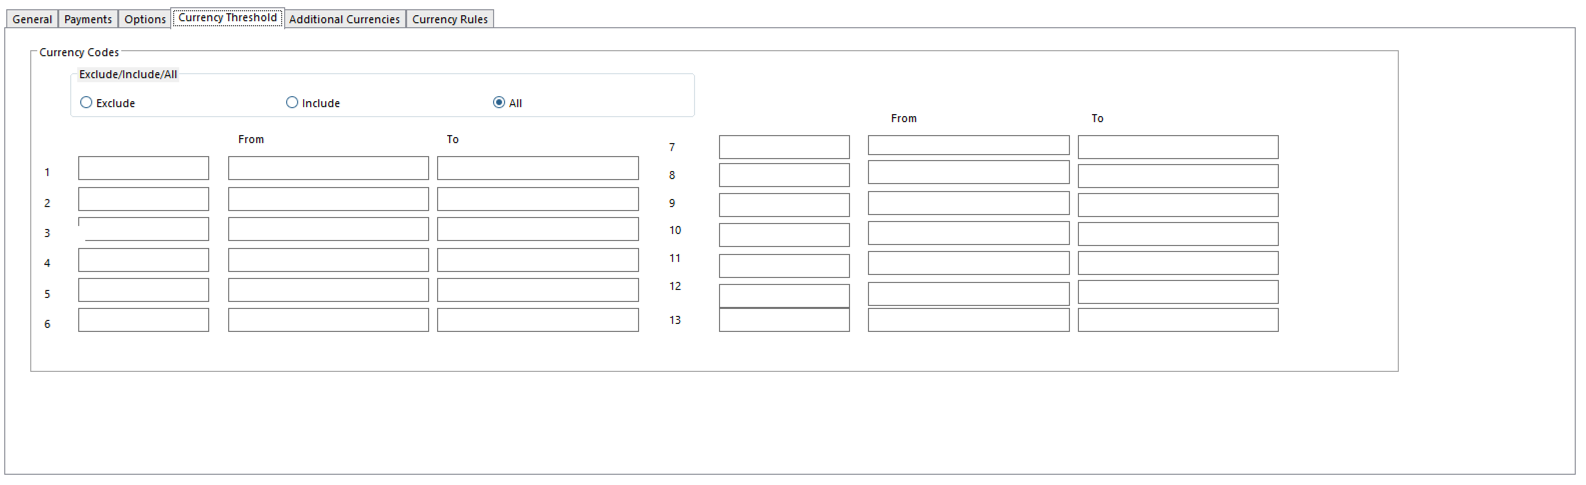 General Payments Options Currency Threshold Additional Currencies Currency Rules
Currency Codes
Exclude/Include/All
Exclude Include All
From To
1
2
3
4
5
6
From To
7
8
9
10
11
12
13